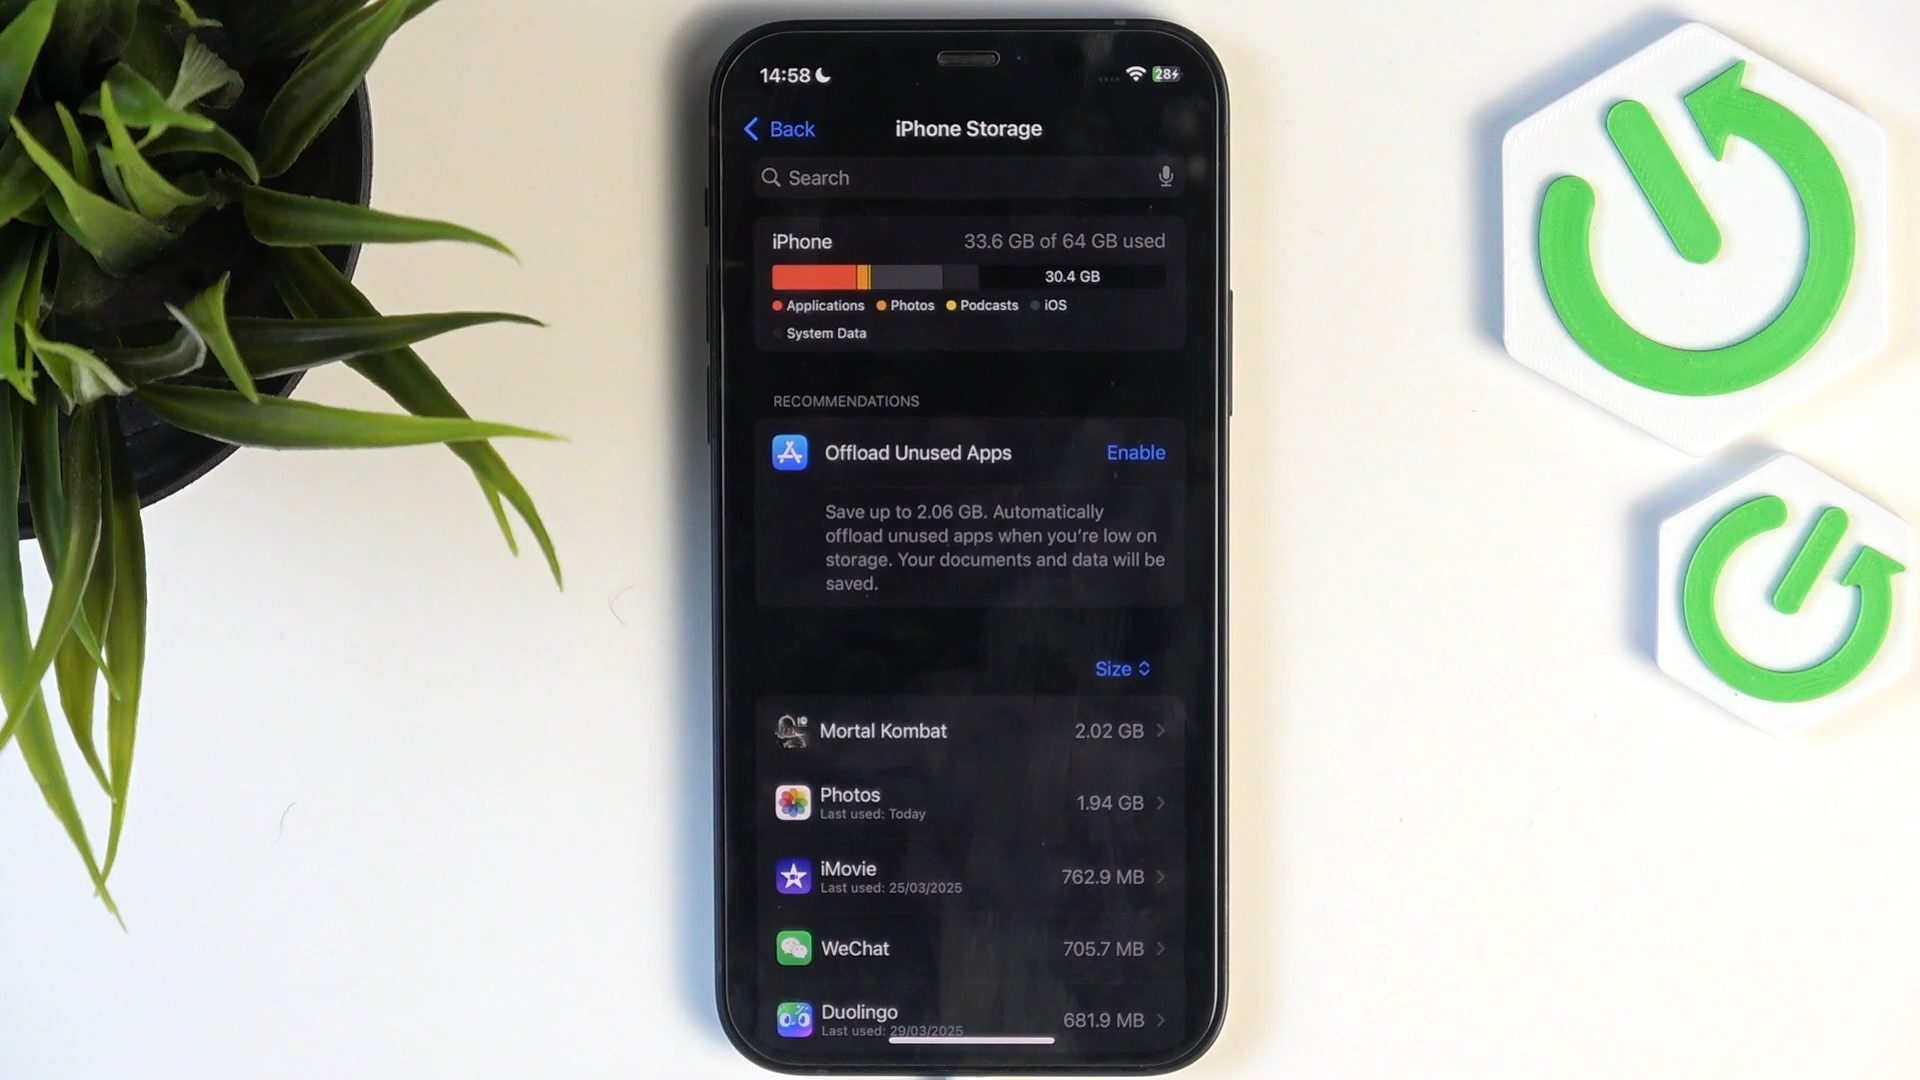 14:58
28
Back
iPhone Storage
Search
iPhone
33.6 GB of 64 GB used
30.4 GB
Applications
Photos
Podcasts
iOS
System Data
RECOMMENDATIONS
Offload Unused Apps
Enable
Save up to 2.06 GB. Automatically
offload unused apps when you’re low on
storage. Your documents and data will be
saved.
Size
Mortal Kombat
2.02 GB
Photos
Last used: Today
1.94 GB
iMovie
Last used: 25/03/2025
762.9 MB
WeChat
705.7 MB
Duolingo
Last used: 29/03/2025
681.9 MB